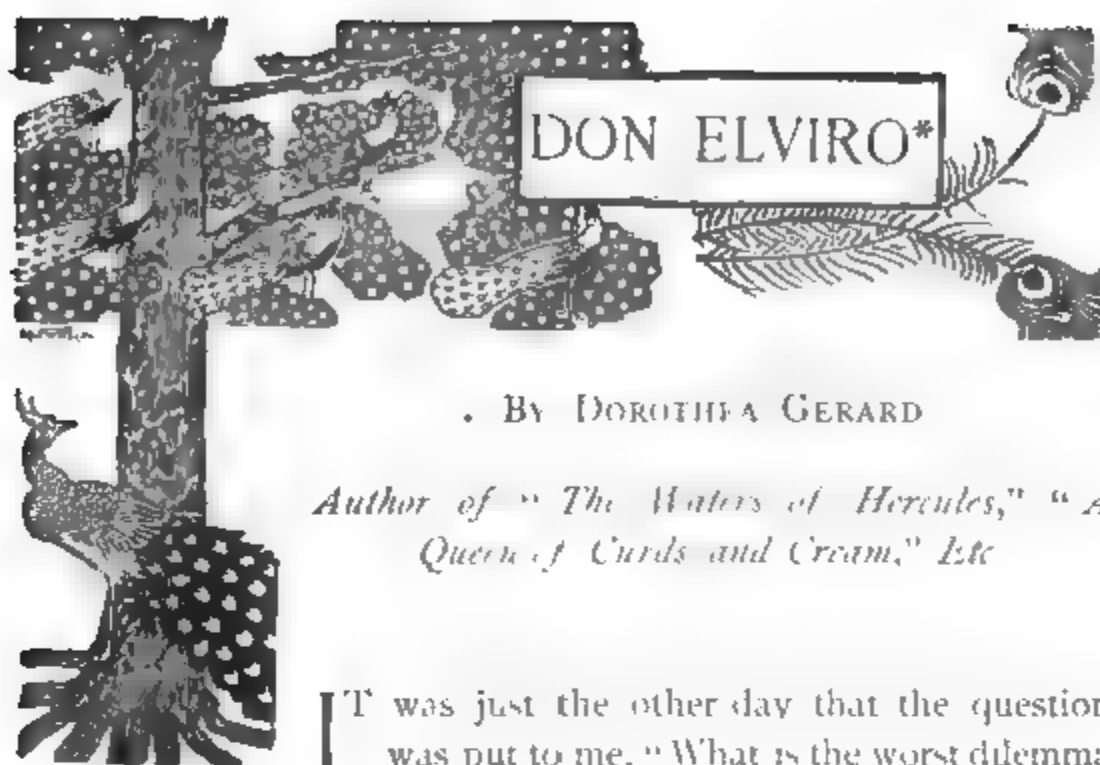 DON ELVIRO*
. BY DOROTHEA GERARD
Author of " The Waters of Hercules," " A
Queen of Curds and Cream," Etc
IT was just the other day that the question
was put to me, " What is the worst dilemma